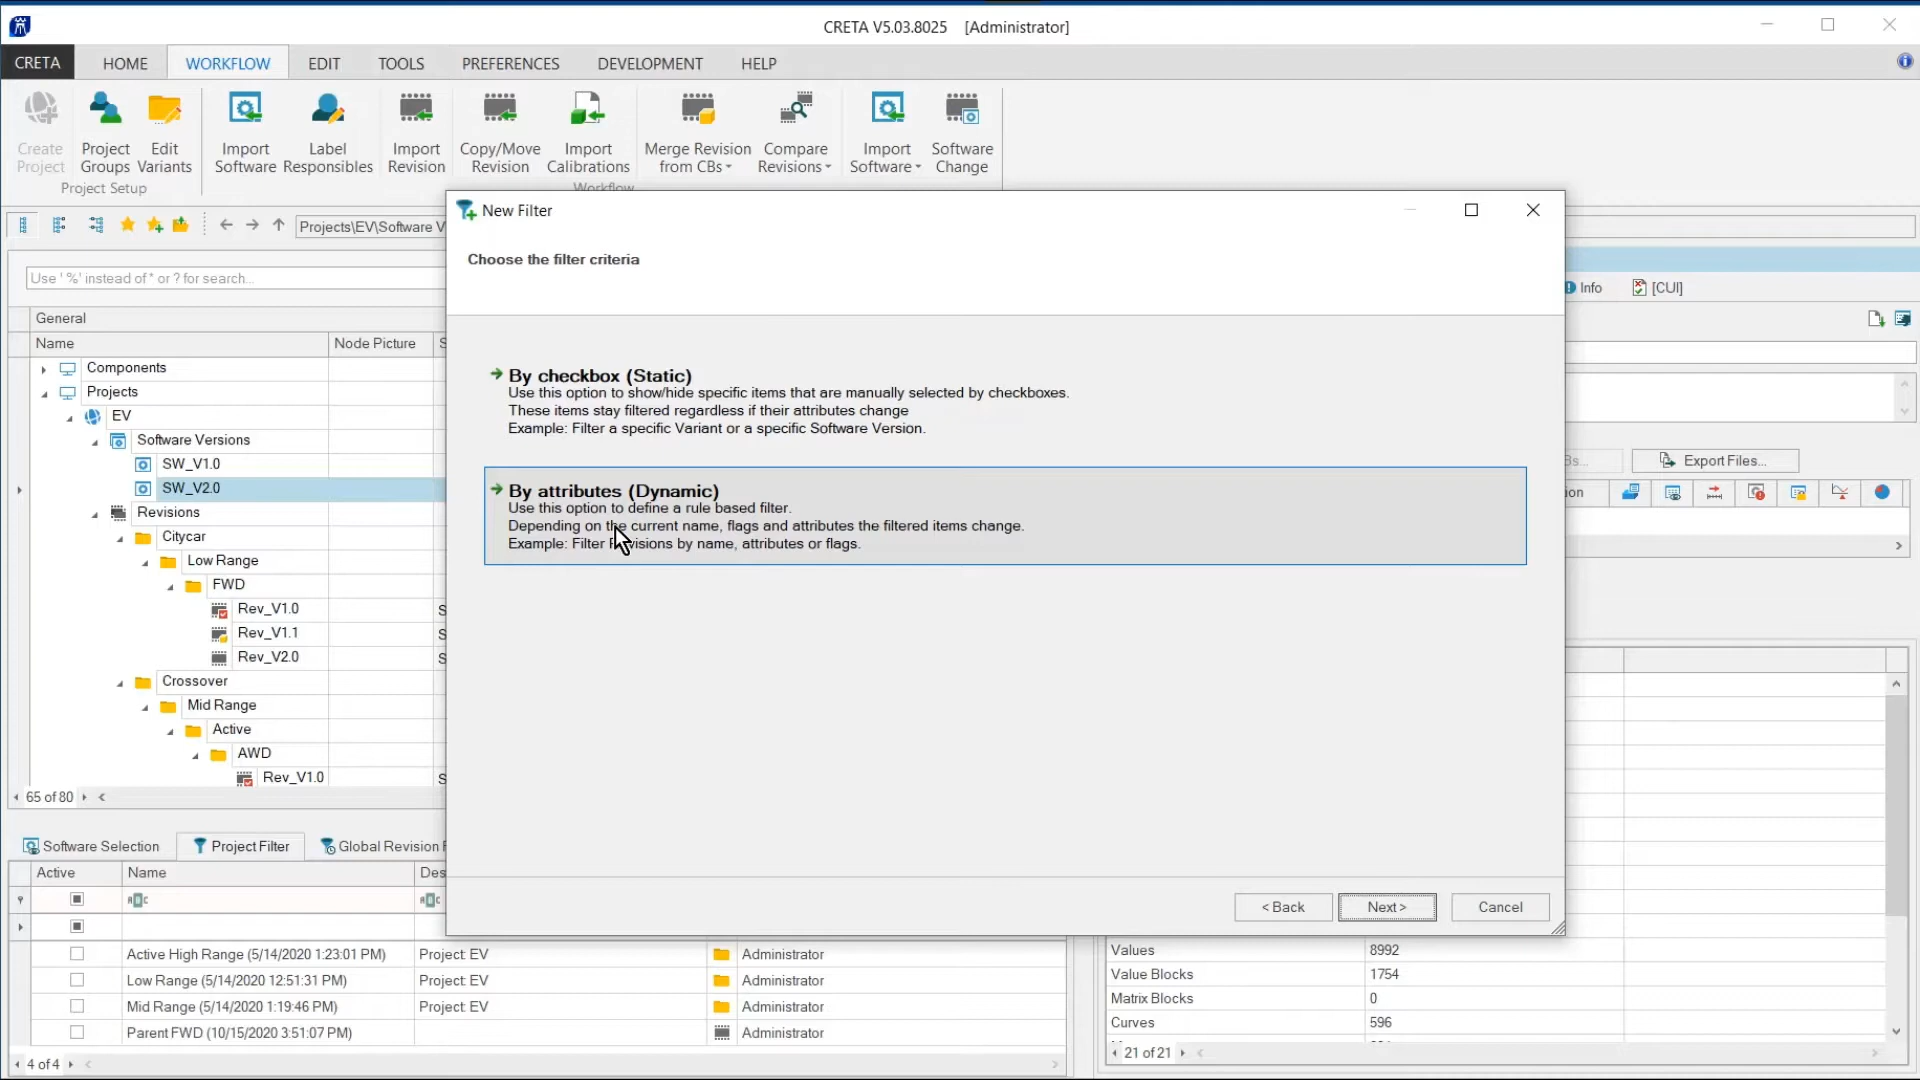 CRETA V5.03.8025 [Administrator]
CRETA HOME WORKFLOW EDIT TOOLS PREFERENCES DEVELOPMENT HELP
Create Project
Project Groups
Edit Variants
Import Software
Label Responsibles
Import Revision
Copy/Move Revision
Import Calibrations
Merge Revision from CBs
Compare Revisions
Import Software
Software Change
Project Setup
Workflow
Projects\EV\Software V
New Filter
Choose the filter criteria
Use '%' instead of * or ? for search...
Info
[CUI]
General
Name Node Picture S
Components
Projects
EV
Software Versions
SW_V1.0
SW_V2.0
Revisions
Citycar
Low Range
FWD
Rev_V1.0 S
Rev_V1.1 S
Rev_V2.0 S
Crossover
Mid Range
Active
AWD
Rev_V1.0 S
65 of 80
By checkbox (Static)
Use this option to show/hide specific items that are manually selected by checkboxes.
These items stay filtered regardless if their attributes change
Example: Filter a specific Variant or a specific Software Version.
By attributes (Dynamic)
Use this option to define a rule based filter.
Depending on the current name, flags and attributes the filtered items change.
Example: Filter Revisions by name, attributes or flags.
Bs...
Export Files...
ion
< Back
Next >
Cancel
Software Selection
Project Filter
Global Revision F
Active Name Des
Active High Range (5/14/2020 1:23:01 PM) Project: EV Administrator
Low Range (5/14/2020 12:51:31 PM) Project: EV Administrator
Mid Range (5/14/2020 1:19:46 PM) Project: EV Administrator
Parent FWD (10/15/2020 3:51:07 PM) Administrator
4 of 4
Values 8992
Value Blocks 1754
Matrix Blocks 0
Curves 596
21 of 21